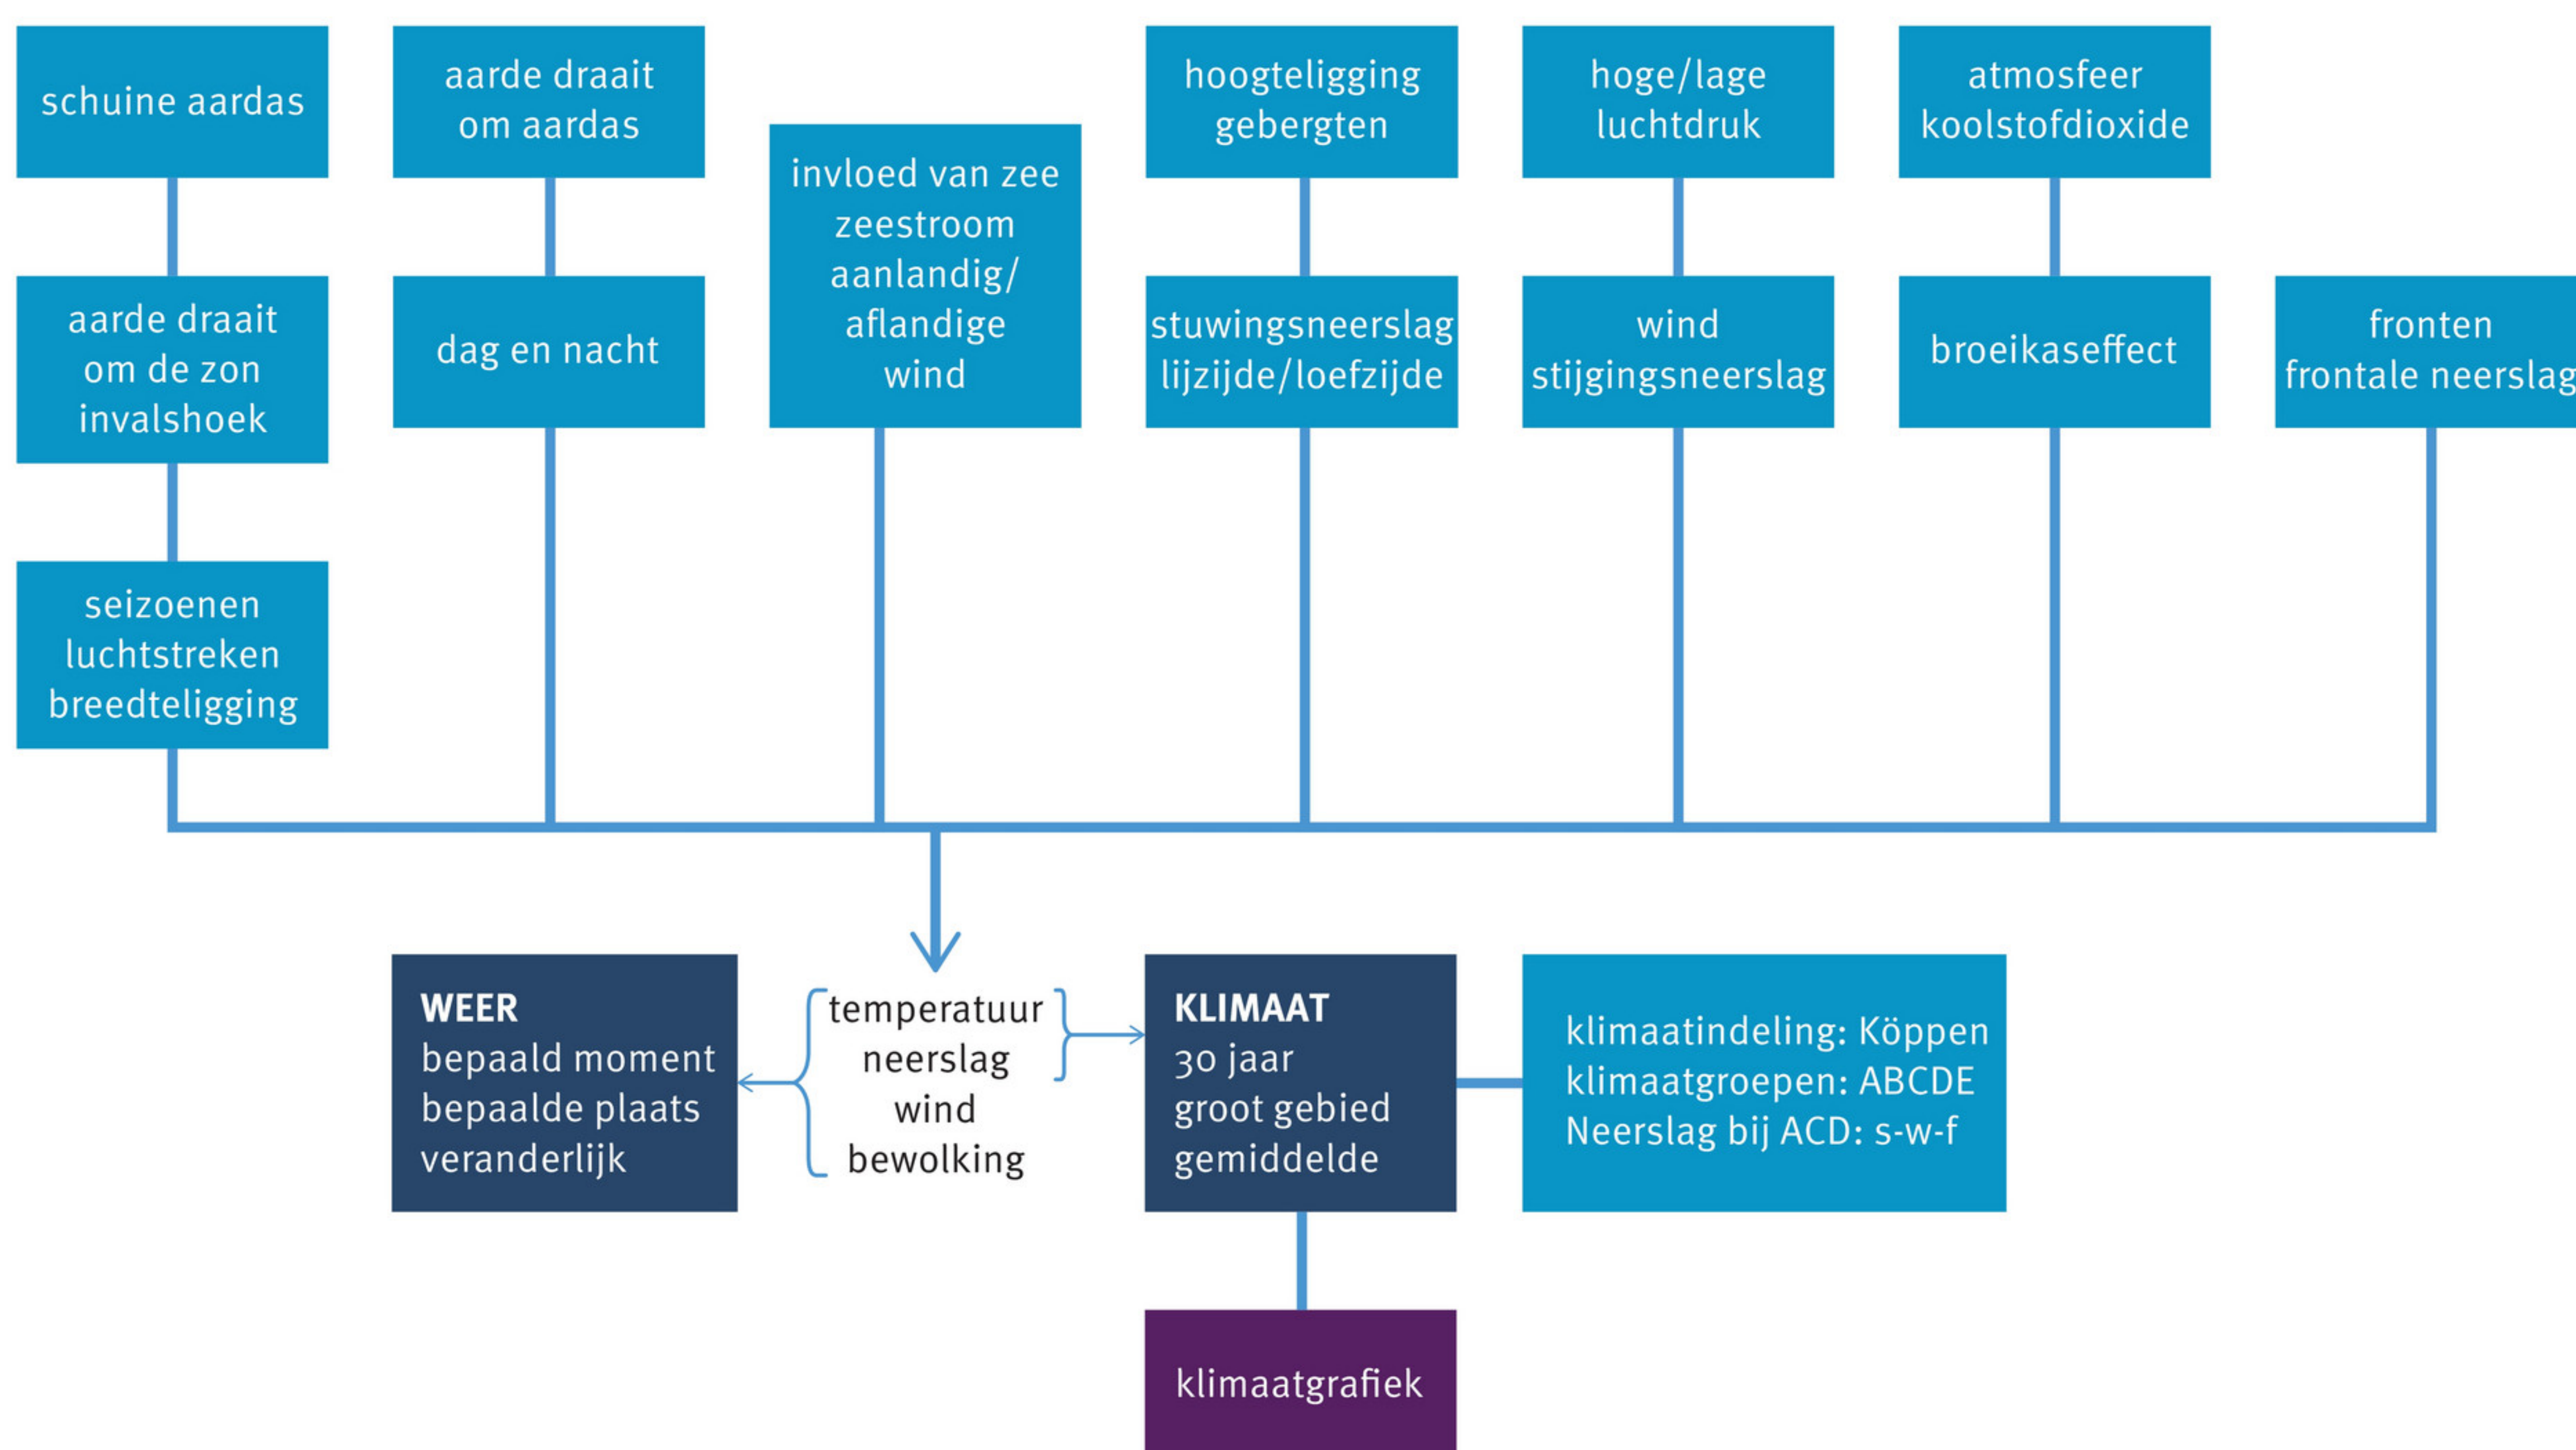 schuine aardas
aarde draait
om de zon
invalshoek
seizoenen
luchtstreken
breedteligging
aarde draait
om aardas
dag en nacht
invloed van zee
zeestroom
aanlandig/
aflandige
wind
hoogteligging
gebergten
stuwingsneerslag
lijzijde/loefzijde
hoge/lage
luchtdruk
wind
stijgingsneerslag
atmosfeer
koolstofdioxide
broeikaseffect
fronten
frontale neerslag
WEER
bepaald moment
bepaalde plaats
veranderlijk
temperatuur
neerslag
wind
bewolking
KLIMAAT
30 jaar
groot gebied
gemiddelde
klimaatindeling: Köppen
klimaatgroepen: ABCDE
Neerslag bij ACD: s-w-f
klimaatgrafiek